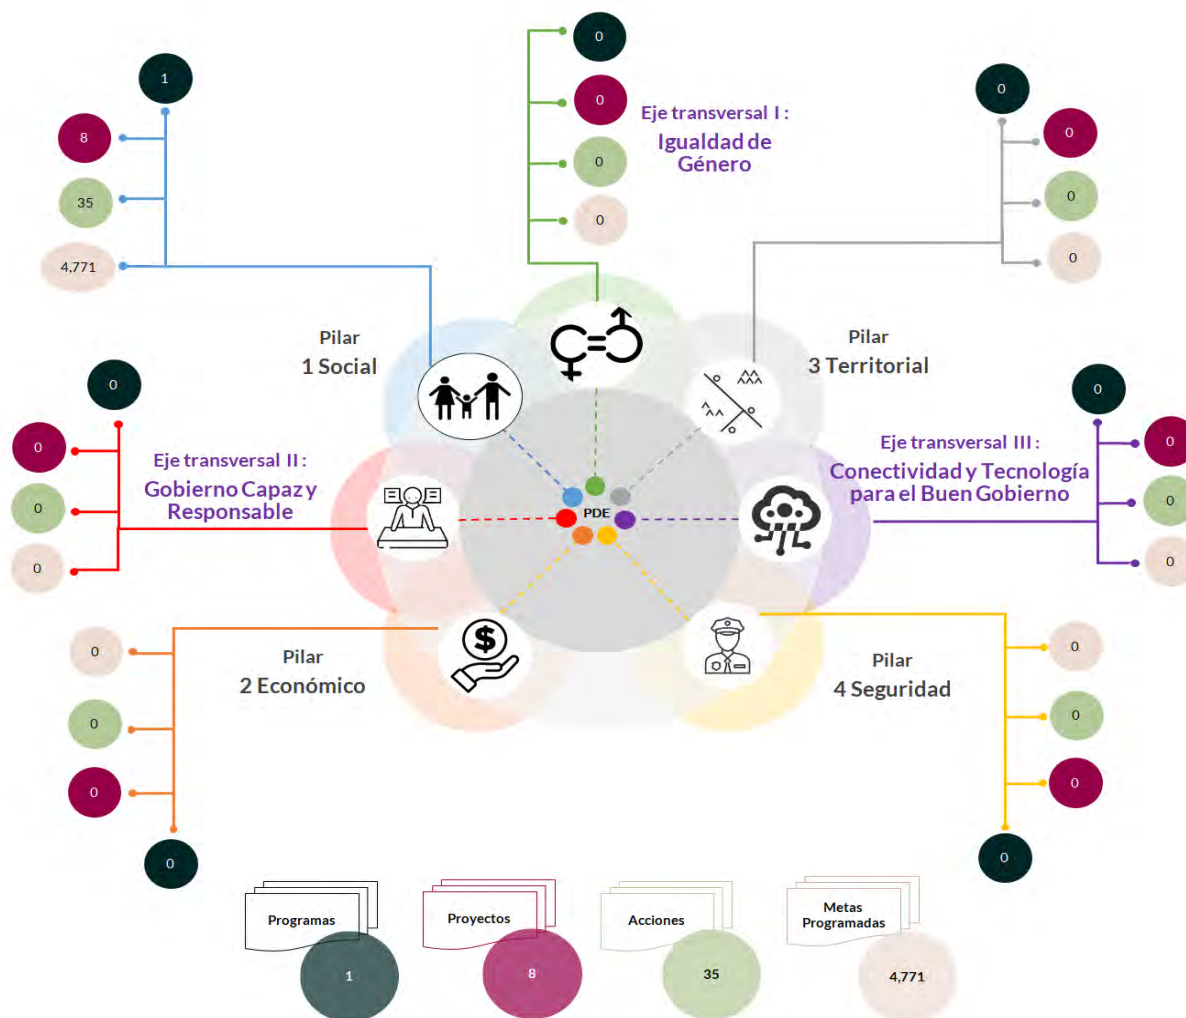 1
8
35
4,771
Pilar
1 Social
0
0
0
0
Eje transversal I :
Igualdad de
Género
0
0
0
0
Pilar
3 Territorial
0
0
0
0
Eje transversal II :
Gobierno Capaz y
Responsable
PDE
Eje transversal III :
Conectividad y Tecnología
para el Buen Gobierno
0
0
0
0
0
0
0
0
Pilar
2 Económico
$
Pilar
4 Seguridad
0
0
0
0
Programas
1
Proyectos
8
Acciones
35
Metas
Programadas
4,771